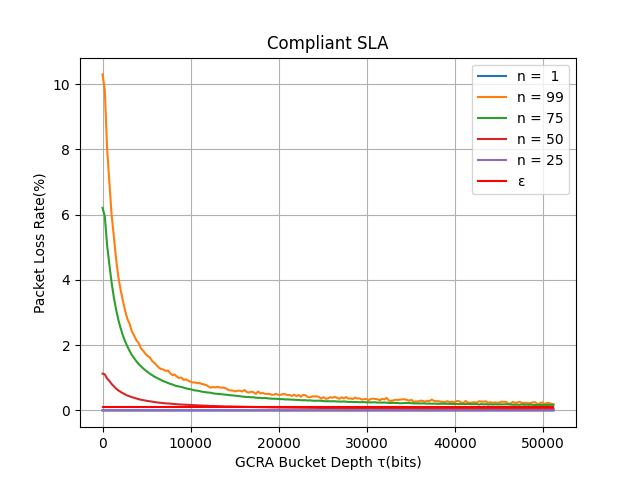 Compliant SLA
Packet Loss Rate(%)
10
8
6
4
2
0
n =  1
n = 99
n = 75
n = 50
n = 25
ε
0 10000 20000 30000 40000 50000
GCRA Bucket Depth τ(bits)